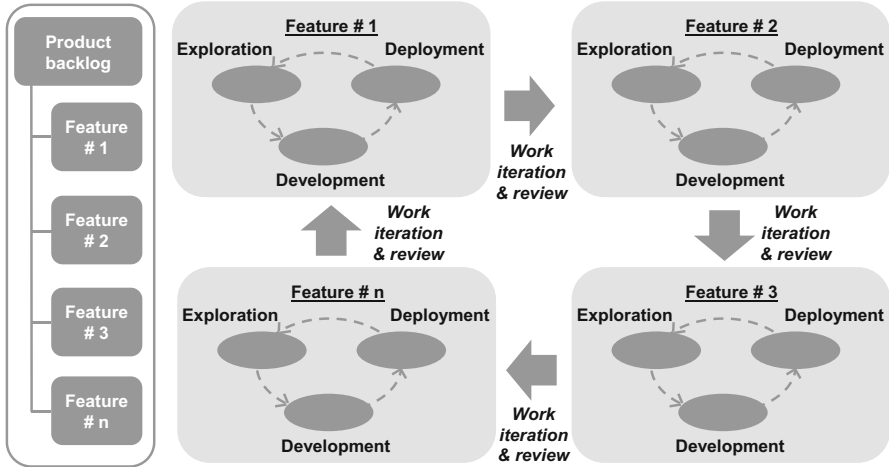 Product
backlog
Feature
# 1
Feature
# 2
Feature
# 3
Feature
# n
Feature # 1
Exploration
Deployment
Development
Work
iteration
& review
Feature # 2
Exploration
Deployment
Development
Work
iteration
& review
Work
iteration
& review
Feature # n
Exploration
Deployment
Development
Work
iteration
& review
Feature # 3
Exploration
Deployment
Development